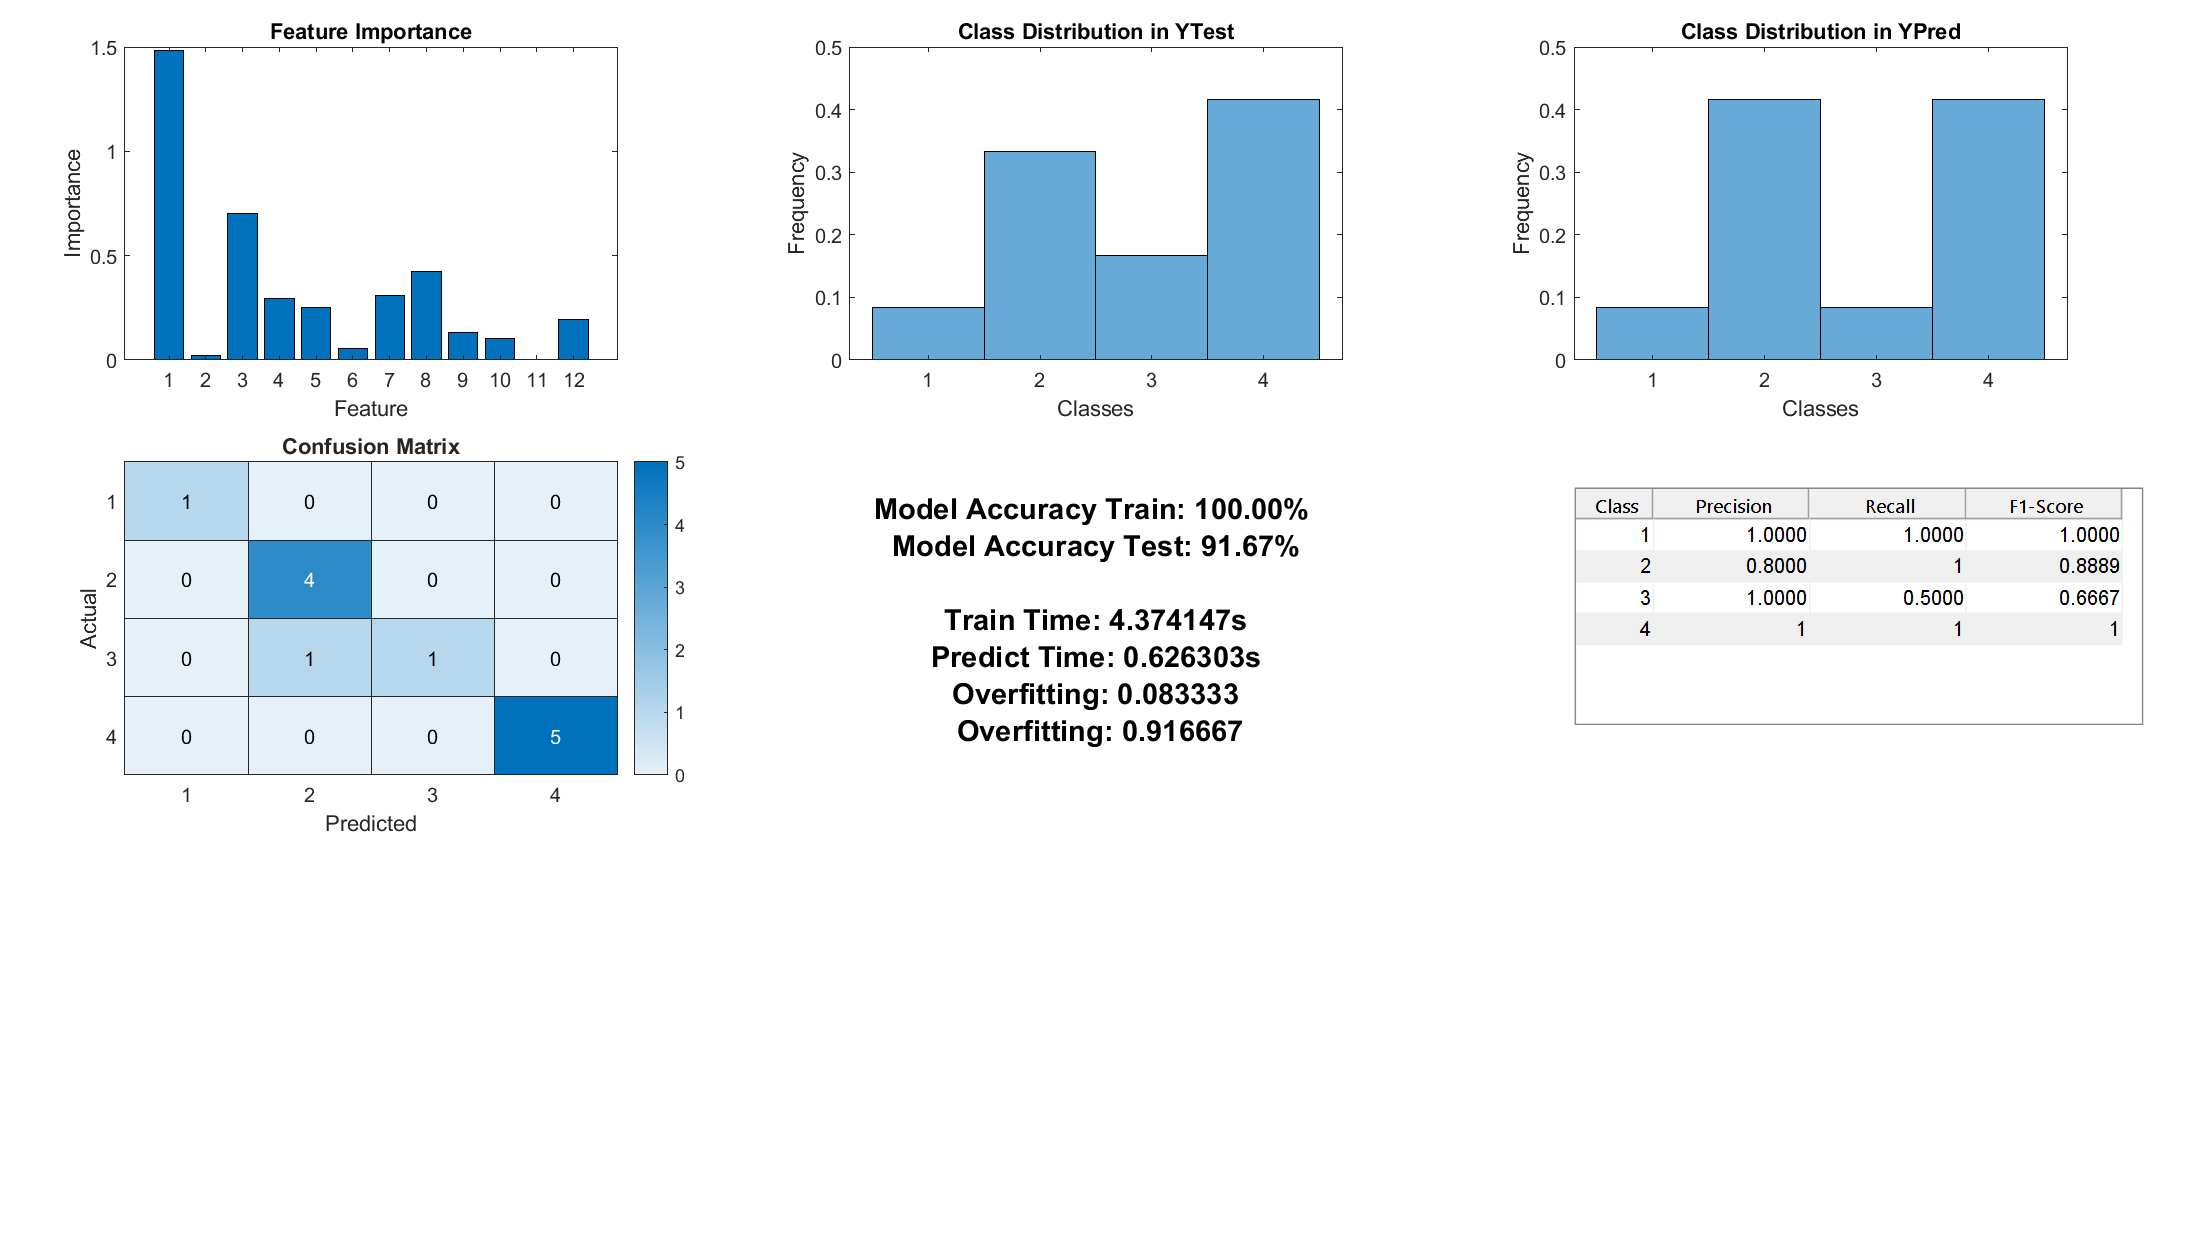 Feature Importance
1.5
1
0.5
0
Importance
1 2 3 4 5 6 7 8 9 10 11 12
Feature
Class Distribution in YTest
0.5
0.4
0.3
0.2
0.1
0
Frequency
1 2 3 4
Classes
Class Distribution in YPred
0.5
0.4
0.3
0.2
0.1
0
Frequency
1 2 3 4
Classes
Confusion Matrix
Actual
1 1 0 0 0
2 0 4 0 0
3 0 1 1 0
4 0 0 0 5
1 2 3 4
Predicted
5
4
3
2
1
0
Model Accuracy Train: 100.00%
Model Accuracy Test: 91.67%
Train Time: 4.374147s
Predict Time: 0.626303s
Overfitting: 0.083333
Overfitting: 0.916667
Class Precision Recall F1-Score
1 1.0000 1.0000 1.0000
2 0.8000 1 0.8889
3 1.0000 0.5000 0.6667
4 1 1 1